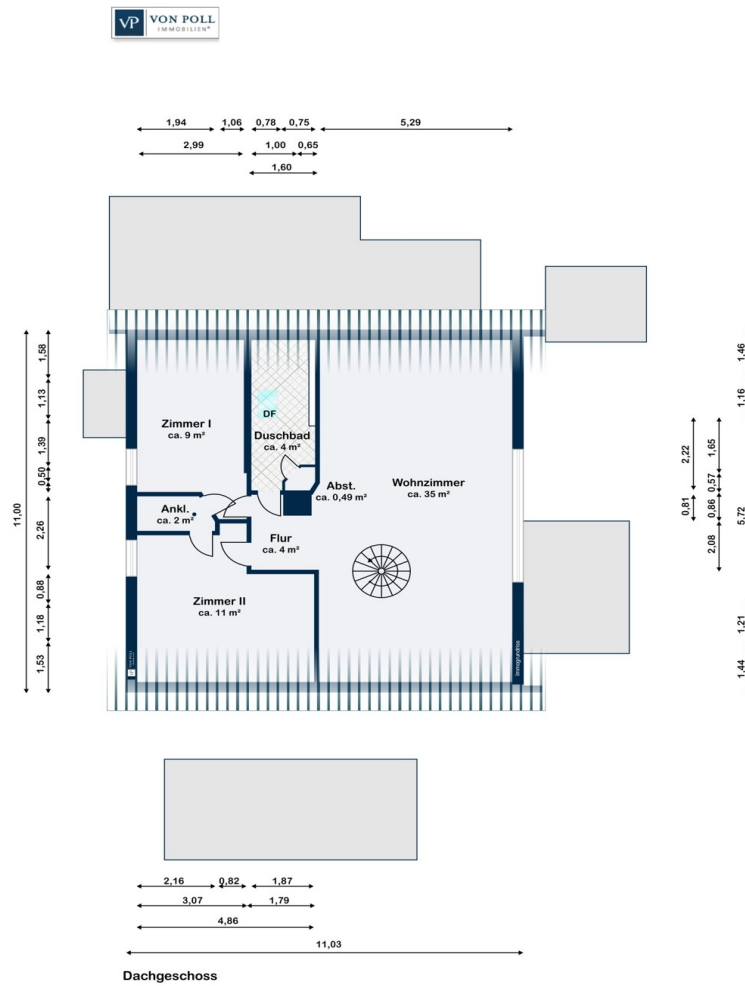 VP VON POLL
IMMOBILIEN®
1,94 1,06 0,78 0,75 5,29
2,99 1,00 0,65
1,60
11,00
1,58
1,13
1,39
0,50
2,26
0,88
1,18
1,53
Zimmer I
ca. 9 m²
DF
Duschbad
ca. 4 m²
Abst.
ca. 0,49 m²
Wohnzimmer
ca. 35 m²
Ankl.
ca. 2 m²
Flur
ca. 4 m²
Zimmer II
ca. 11 m²
VP VON POLL
immogrundriss
2,22
0,81
1,65
0,57
0,86
2,08
1,46
1,16
5,72
1,21
1,44
2,16 0,82 1,87
3,07 1,79
4,86
11,03
Dachgeschoss